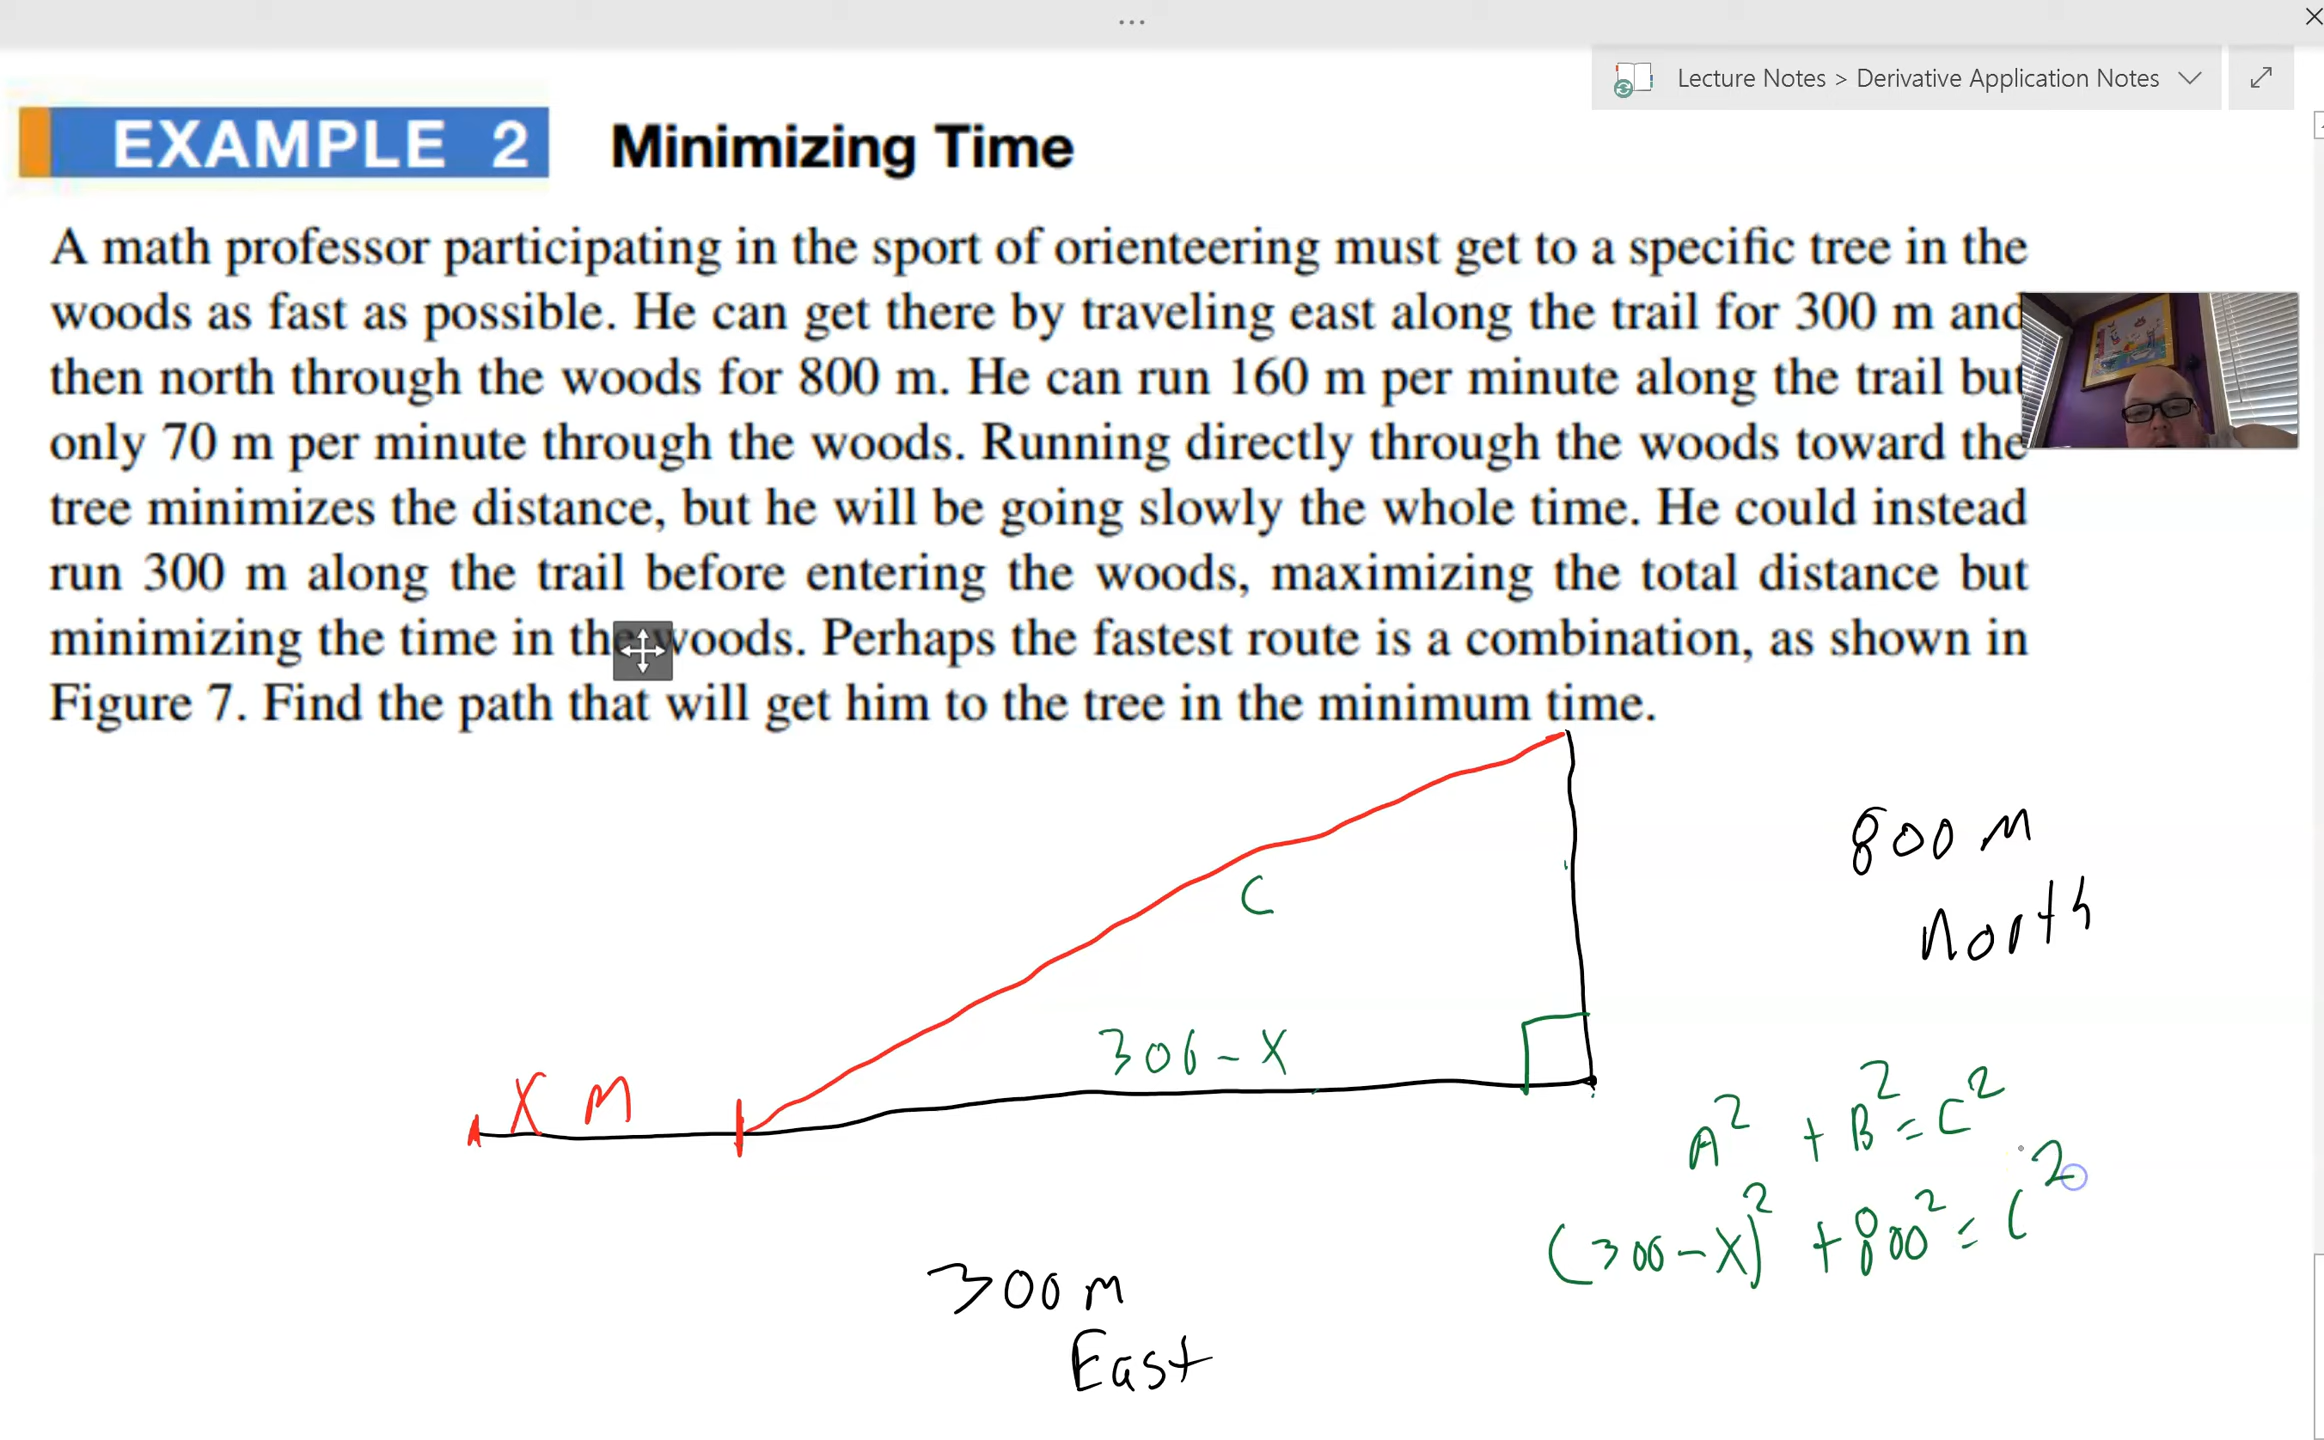 Lecture Notes > Derivative Application Notes
EXAMPLE 2 Minimizing Time
A math professor participating in the sport of orienteering must get to a specific tree in the
woods as fast as possible. He can get there by traveling east along the trail for 300 m and
then north through the woods for 800 m. He can run 160 m per minute along the trail but
only 70 m per minute through the woods. Running directly through the woods toward the
tree minimizes the distance, but he will be going slowly the whole time. He could instead
run 300 m along the trail before entering the woods, maximizing the total distance but
minimizing the time in the woods. Perhaps the fastest route is a combination, as shown in
Figure 7. Find the path that will get him to the tree in the minimum time.
800 M
North
C
300 - X
X M
A² + B² = C²
(300 - X)² + 800² = C²
300 M
East